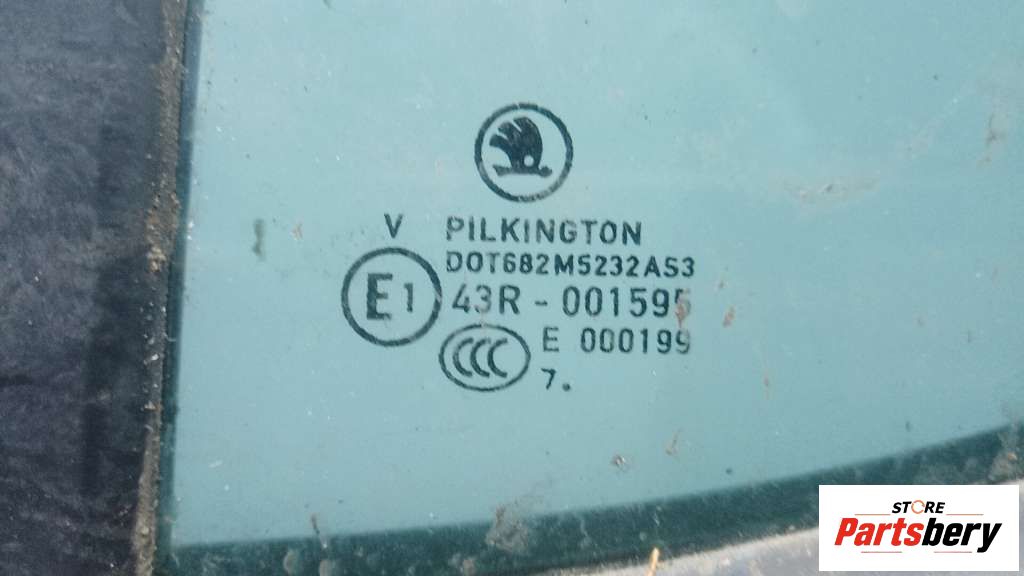 V PILKINGTON
DOT682M5232AS3
E1 43R - 001595
CCC E 000199
7.
STORE
Partsbery